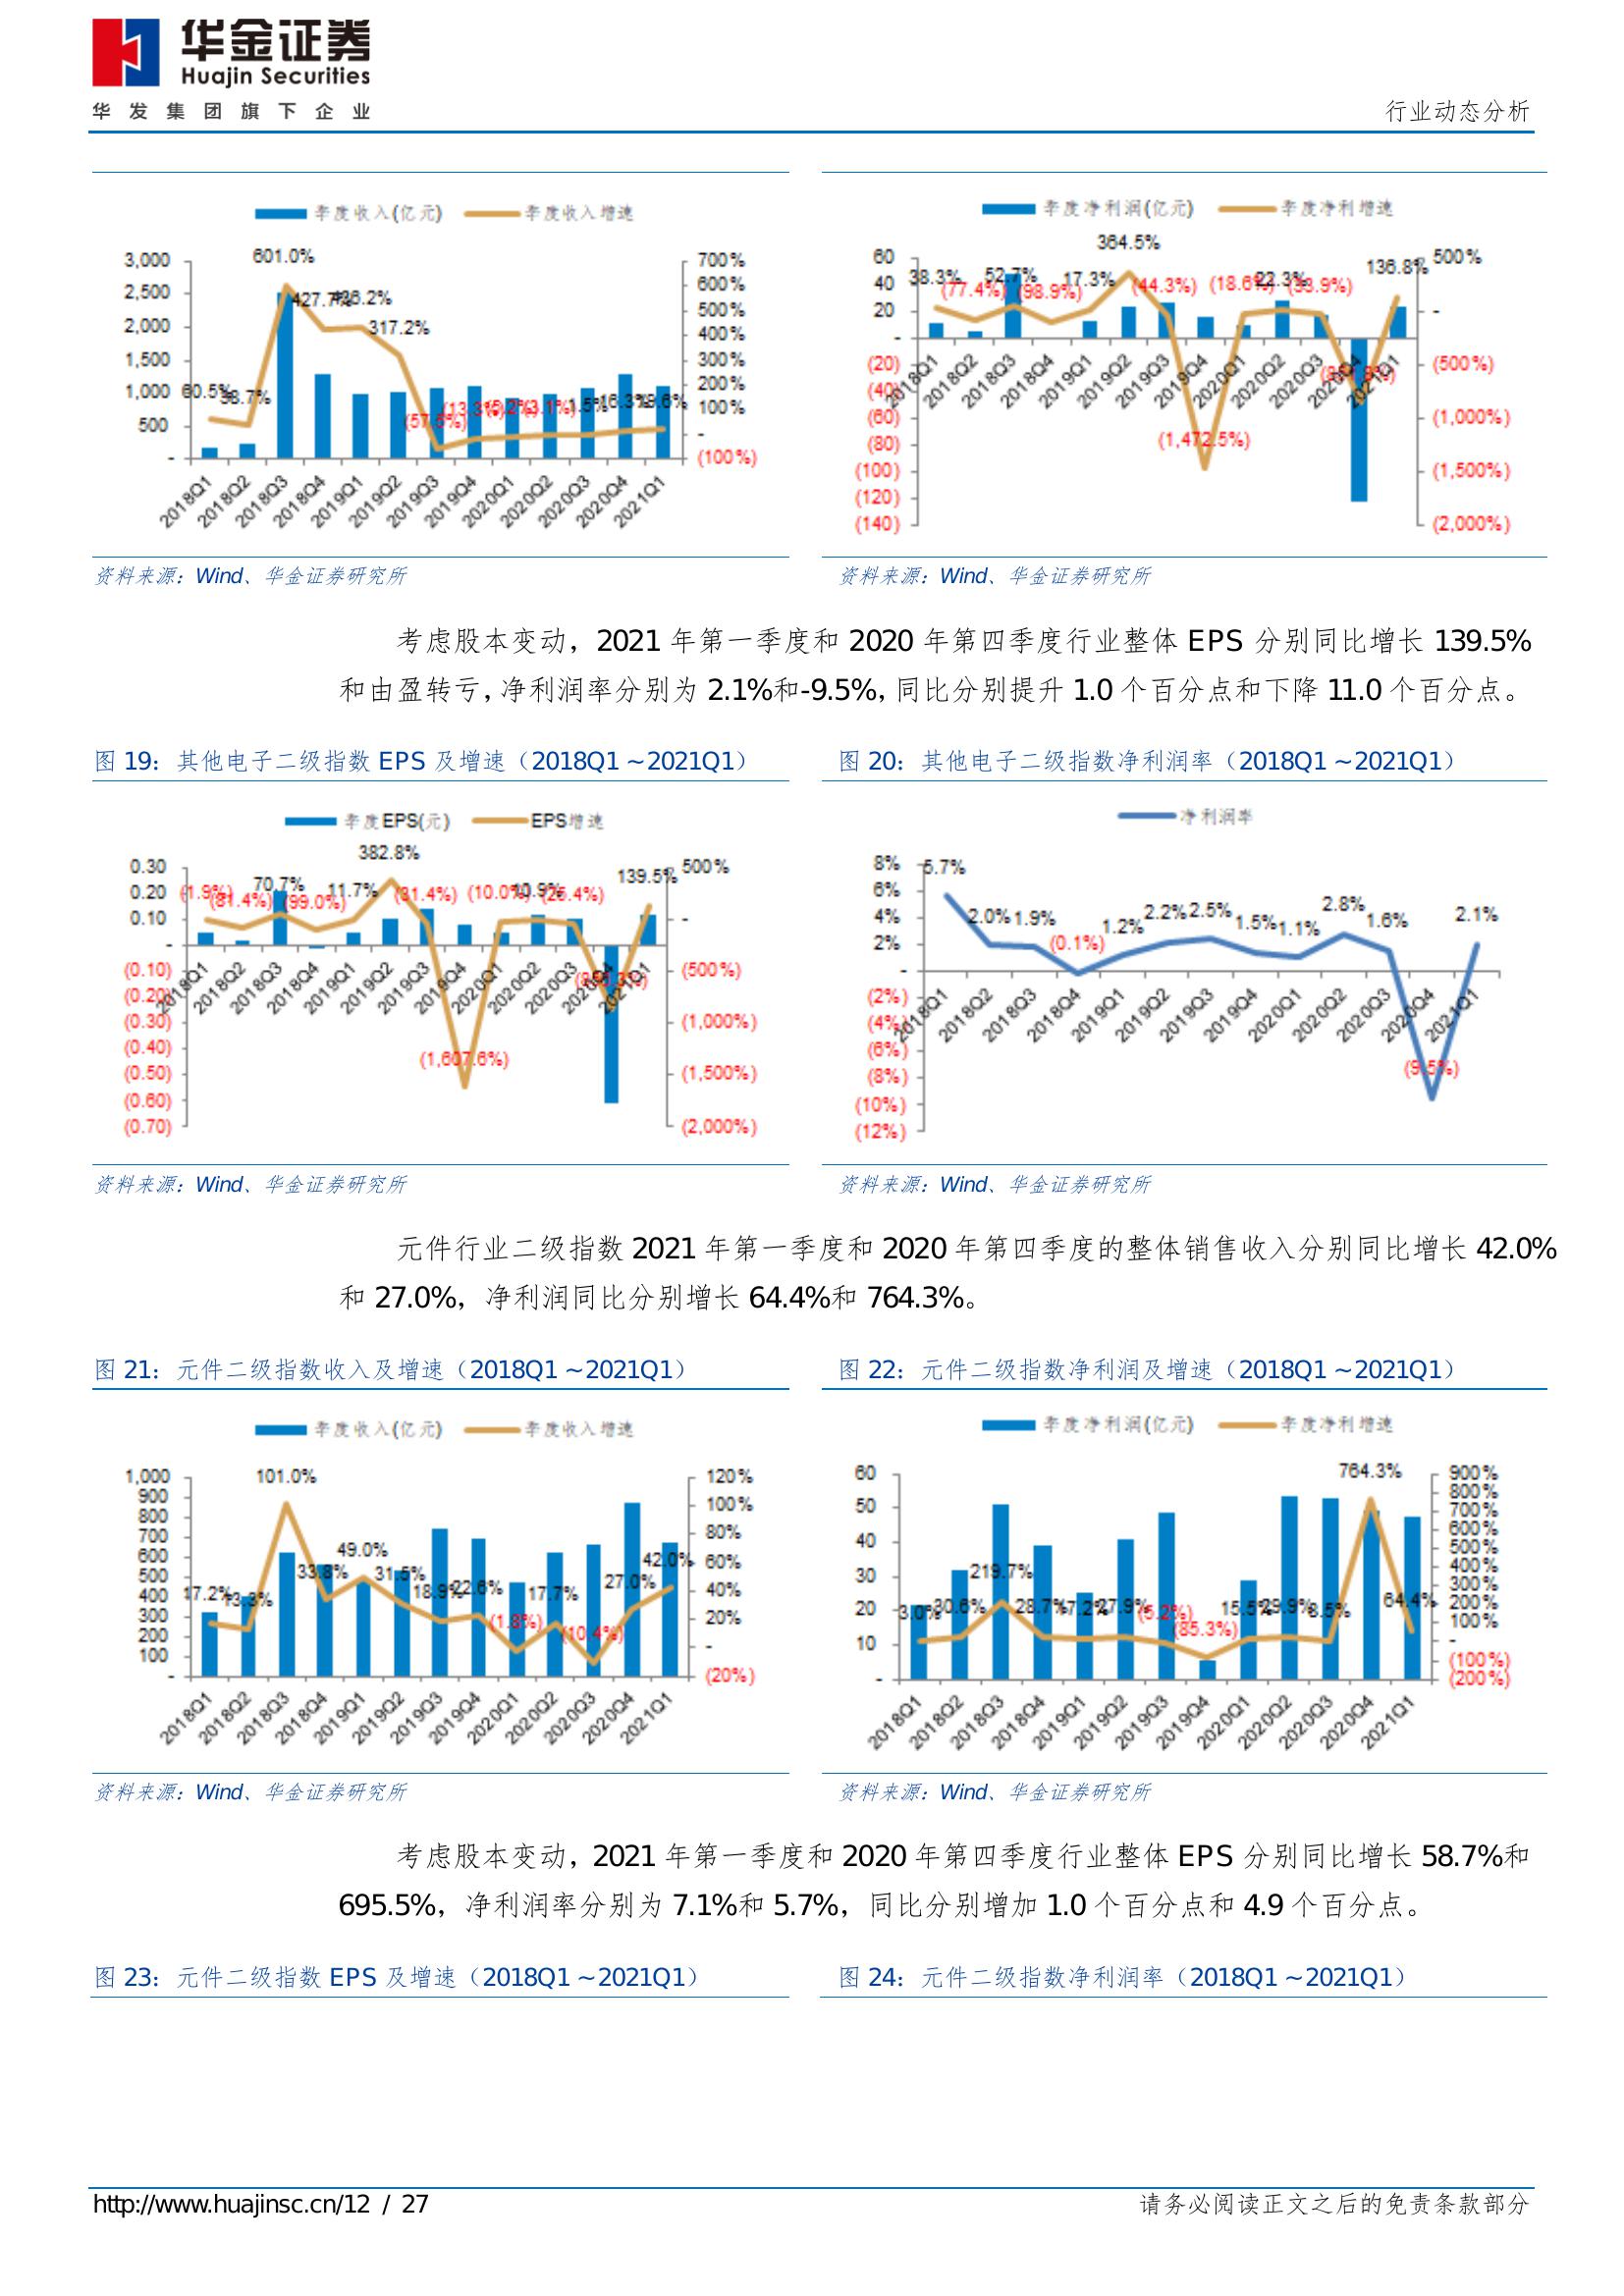 华金证券
Huajin Securities
华发集团旗下企业
行业动态分析
季度收入(亿元) 季度收入增速
3,000
2,500
2,000
1,500
1,000
500
-
700%
600%
500%
400%
300%
200%
100%
-
(100%)
60.5% 38.7% 601.0% 427.7% 317.2%
2018Q1 2018Q2 2018Q3 2018Q4 2019Q1 2019Q2 2019Q3 2019Q4 2020Q1 2020Q2 2020Q3 2020Q4 2021Q1
季度净利润(亿元) 季度净利增速
60
40
20
-
(20)
(40)
(60)
(80)
(100)
(120)
(140)
500%
-
(500%)
(1,000%)
(1,500%)
(2,000%)
38.3% (77.4%) 52.7% (98.9%) 17.3% 364.5% (44.3%) (1,472.5%) (18.6%) 22.3% (33.9%) 136.8%
2018Q1 2018Q2 2018Q3 2018Q4 2019Q1 2019Q2 2019Q3 2019Q4 2020Q1 2020Q2 2020Q3 2020Q4 2021Q1
资料来源：Wind、华金证券研究所
资料来源：Wind、华金证券研究所
考虑股本变动，2021 年第一季度和 2020 年第四季度行业整体 EPS 分别同比增长 139.5%
和由盈转亏，净利润率分别为 2.1%和-9.5%，同比分别提升 1.0 个百分点和下降 11.0 个百分点。
图 19：其他电子二级指数 EPS 及增速（2018Q1～2021Q1）
图 20：其他电子二级指数净利润率（2018Q1～2021Q1）
季度EPS(元) EPS增速
0.30
0.20
0.10
-
(0.10)
(0.20)
(0.30)
(0.40)
(0.50)
(0.60)
(0.70)
500%
-
(500%)
(1,000%)
(1,500%)
(2,000%)
(1.9%) (81.4%) 70.7% (99.0%) 11.7% 382.8% (31.4%) (1,607.6%) (10.0%) (25.4%) 139.5%
2018Q1 2018Q2 2018Q3 2018Q4 2019Q1 2019Q2 2019Q3 2019Q4 2020Q1 2020Q2 2020Q3 2020Q4 2021Q1
净利润率
8%
6%
4%
2%
-
(2%)
(4%)
(6%)
(8%)
(10%)
(12%)
5.7% 2.0% 1.9% (0.1%) 1.2% 2.2% 2.5% 1.5% 1.1% 2.8% 1.6% (9.5%) 2.1%
2018Q1 2018Q2 2018Q3 2018Q4 2019Q1 2019Q2 2019Q3 2019Q4 2020Q1 2020Q2 2020Q3 2020Q4 2021Q1
资料来源：Wind、华金证券研究所
资料来源：Wind、华金证券研究所
元件行业二级指数 2021 年第一季度和 2020 年第四季度的整体销售收入分别同比增长 42.0%
和 27.0%，净利润同比分别增长 64.4%和 764.3%。
图 21：元件二级指数收入及增速（2018Q1～2021Q1）
图 22：元件二级指数净利润及增速（2018Q1～2021Q1）
季度收入(亿元) 季度收入增速
1,000
900
800
700
600
500
400
300
200
100
-
120%
100%
80%
60%
40%
20%
-
(20%)
17.2% 13.3% 101.0% 33.8% 49.0% 31.5% 18.9% 22.6% (1.8%) 17.7% (10.4%) 27.0% 42.0%
2018Q1 2018Q2 2018Q3 2018Q4 2019Q1 2019Q2 2019Q3 2019Q4 2020Q1 2020Q2 2020Q3 2020Q4 2021Q1
季度净利润(亿元) 季度净利增速
60
50
40
30
20
10
-
900%
800%
700%
600%
500%
400%
300%
200%
100%
-
(100%)
(200%)
3.0% 30.6% 219.7% 28.7% 17.2% 27.9% (5.2%) (85.3%) 15.5% 29.9% 8.5% 764.3% 64.4%
2018Q1 2018Q2 2018Q3 2018Q4 2019Q1 2019Q2 2019Q3 2019Q4 2020Q1 2020Q2 2020Q3 2020Q4 2021Q1
资料来源：Wind、华金证券研究所
资料来源：Wind、华金证券研究所
考虑股本变动，2021 年第一季度和 2020 年第四季度行业整体 EPS 分别同比增长 58.7%和
695.5%，净利润率分别为 7.1%和 5.7%，同比分别增加 1.0 个百分点和 4.9 个百分点。
图 23：元件二级指数 EPS 及增速（2018Q1～2021Q1）
图 24：元件二级指数净利润率（2018Q1～2021Q1）
http://www.huajinsc.cn/12 / 27
请务必阅读正文之后的免责条款部分